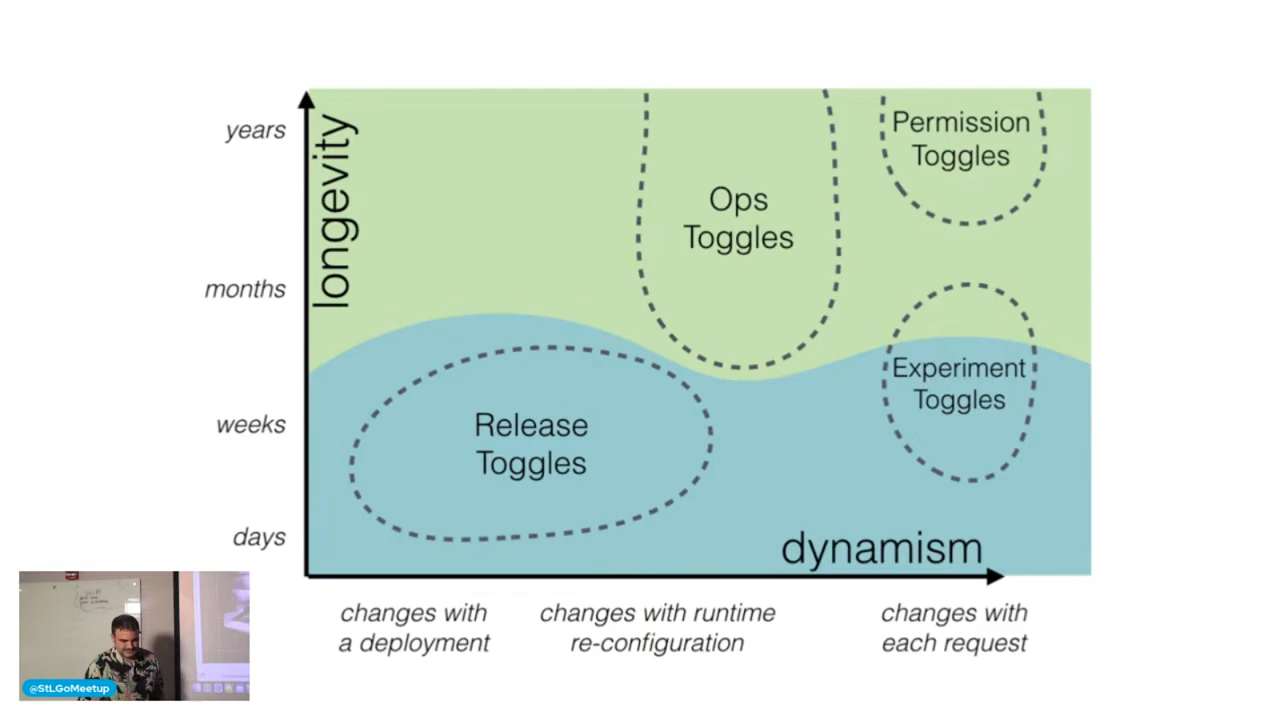 years
months
weeks
days
longevity
Ops
Toggles
Permission
Toggles
Release
Toggles
Experiment
Toggles
dynamism
changes with
a deployment
changes with runtime
re-configuration
changes with
each request
@StLGoMeetup